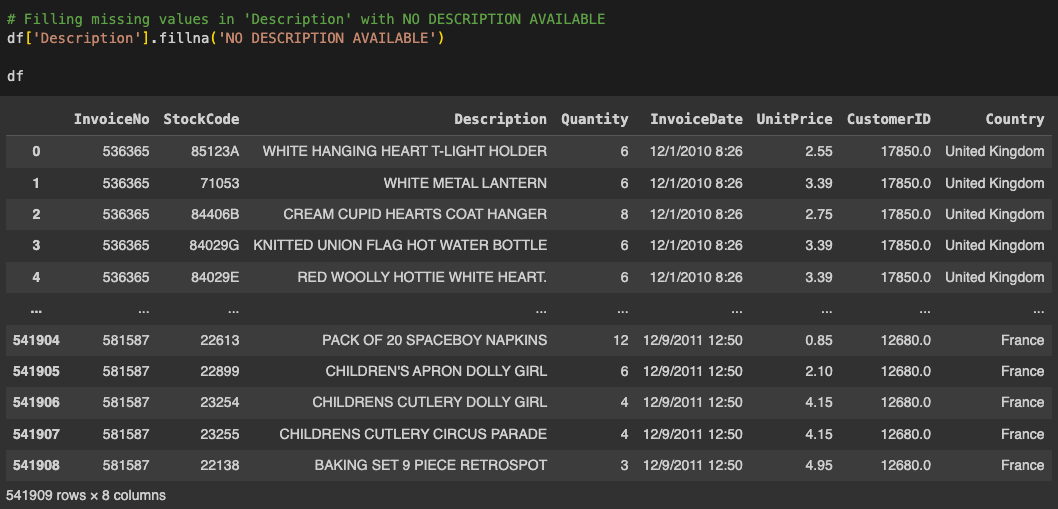 # Filling missing values in 'Description' with NO DESCRIPTION AVAILABLE
df['Description'].fillna('NO DESCRIPTION AVAILABLE')
df
InvoiceNo StockCode Description Quantity InvoiceDate UnitPrice CustomerID Country
0 536365 85123A WHITE HANGING HEART T-LIGHT HOLDER 6 12/1/2010 8:26 2.55 17850.0 United Kingdom
1 536365 71053 WHITE METAL LANTERN 6 12/1/2010 8:26 3.39 17850.0 United Kingdom
2 536365 84406B CREAM CUPID HEARTS COAT HANGER 8 12/1/2010 8:26 2.75 17850.0 United Kingdom
3 536365 84029G KNITTED UNION FLAG HOT WATER BOTTLE 6 12/1/2010 8:26 3.39 17850.0 United Kingdom
4 536365 84029E RED WOOLLY HOTTIE WHITE HEART. 6 12/1/2010 8:26 3.39 17850.0 United Kingdom
... ... ... ... ... ... ... ... ...
541904 581587 22613 PACK OF 20 SPACEBOY NAPKINS 12 12/9/2011 12:50 0.85 12680.0 France
541905 581587 22899 CHILDREN'S APRON DOLLY GIRL 6 12/9/2011 12:50 2.10 12680.0 France
541906 581587 23254 CHILDRENS CUTLERY DOLLY GIRL 4 12/9/2011 12:50 4.15 12680.0 France
541907 581587 23255 CHILDRENS CUTLERY CIRCUS PARADE 4 12/9/2011 12:50 4.15 12680.0 France
541908 581587 22138 BAKING SET 9 PIECE RETROSPOT 3 12/9/2011 12:50 4.95 12680.0 France
541909 rows × 8 columns